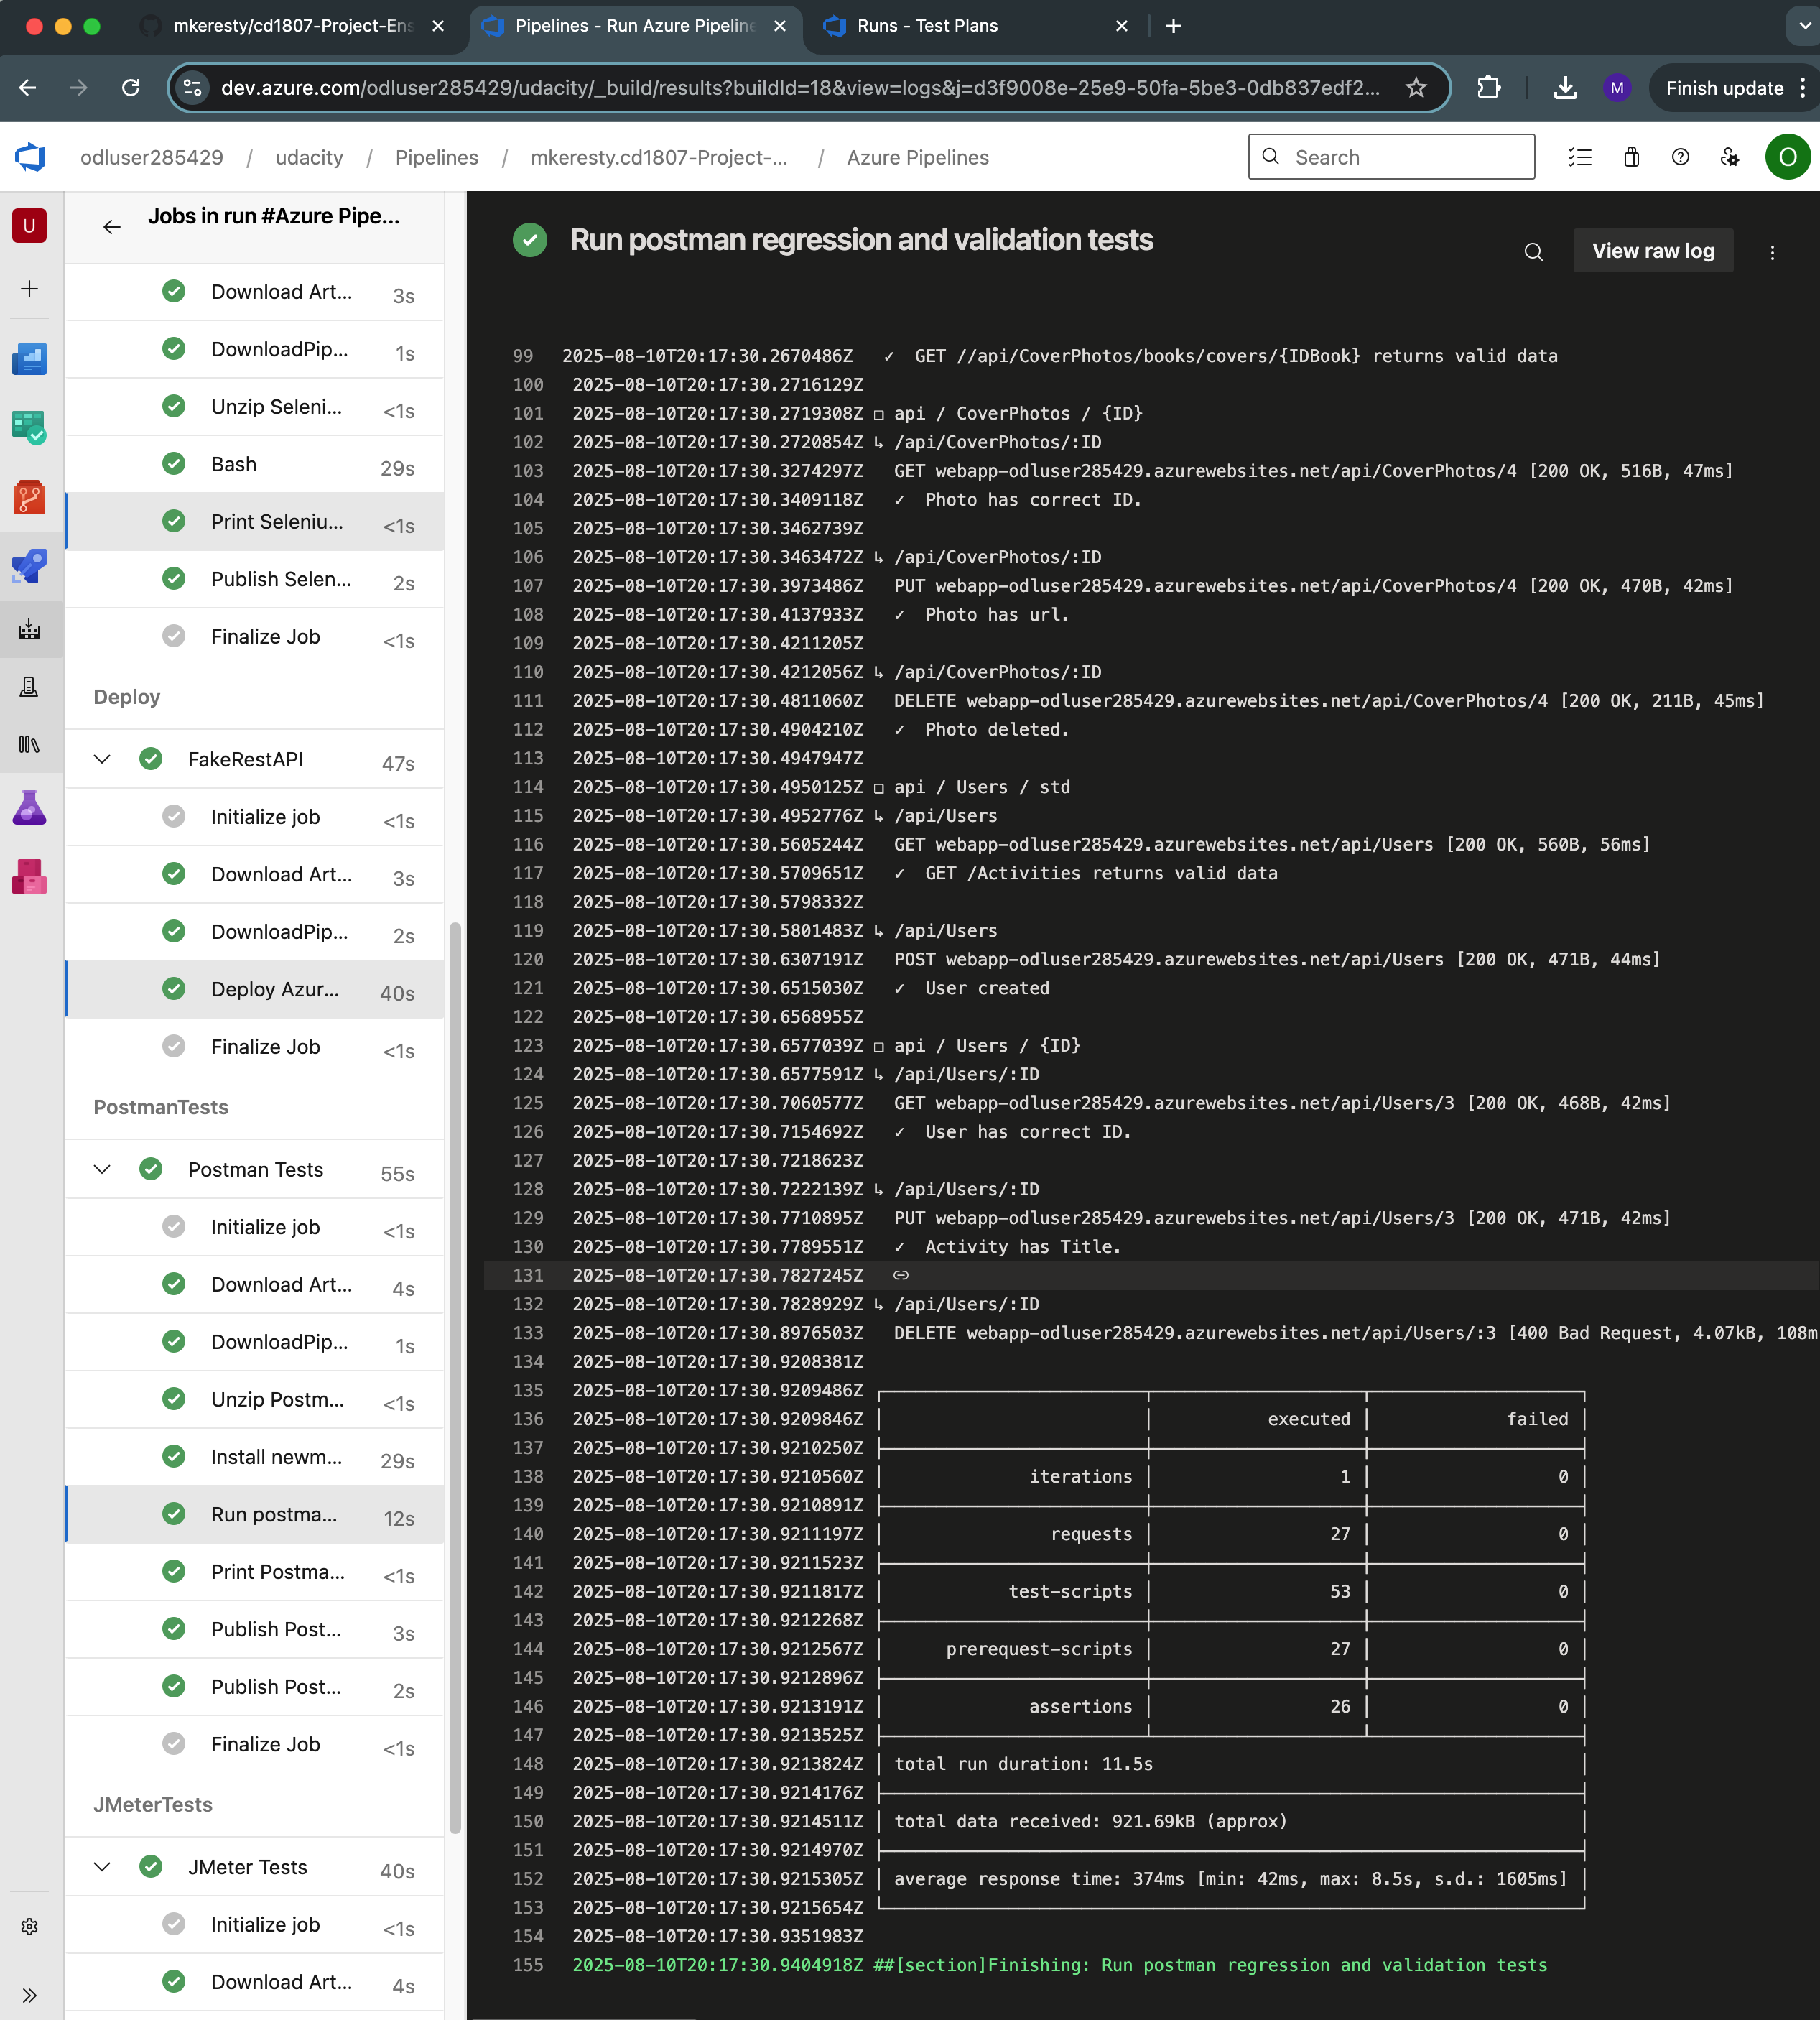 mkeresty/cd1807-Project-Ens
Pipelines - Run Azure Pipeline
Runs - Test Plans
dev.azure.com/odluser285429/udacity/_build/results?buildId=18&view=logs&j=d3f9008e-25e9-50fa-5be3-0db837edf2...
M
Finish update
odluser285429 / udacity / Pipelines / mkeresty.cd1807-Project-... / Azure Pipelines
Search
O
U
Jobs in run #Azure Pipe...
Download Art... 3s
DownloadPip... 1s
Unzip Seleni... <1s
Bash 29s
Print Seleniu... <1s
Publish Selen... 2s
Finalize Job <1s
Deploy
FakeRestAPI 47s
Initialize job <1s
Download Art... 3s
DownloadPip... 2s
Deploy Azur... 40s
Finalize Job <1s
PostmanTests
Postman Tests 55s
Initialize job <1s
Download Art... 4s
DownloadPip... 1s
Unzip Postm... <1s
Install newm... 29s
Run postma... 12s
Print Postma... <1s
Publish Post... 3s
Publish Post... 2s
Finalize Job <1s
JMeterTests
JMeter Tests 40s
Initialize job <1s
Download Art... 4s
Run postman regression and validation tests
View raw log
99 2025-08-10T20:17:30.2670486Z ✓ GET //api/CoverPhotos/books/covers/{IDBook} returns valid data
100 2025-08-10T20:17:30.2716129Z
101 2025-08-10T20:17:30.2719308Z ❏ api / CoverPhotos / {ID}
102 2025-08-10T20:17:30.2720854Z ↳ /api/CoverPhotos/:ID
103 2025-08-10T20:17:30.3274297Z GET webapp-odluser285429.azurewebsites.net/api/CoverPhotos/4 [200 OK, 516B, 47ms]
104 2025-08-10T20:17:30.3409118Z ✓ Photo has correct ID.
105 2025-08-10T20:17:30.3462739Z
106 2025-08-10T20:17:30.3463472Z ↳ /api/CoverPhotos/:ID
107 2025-08-10T20:17:30.3973486Z PUT webapp-odluser285429.azurewebsites.net/api/CoverPhotos/4 [200 OK, 470B, 42ms]
108 2025-08-10T20:17:30.4137933Z ✓ Photo has url.
109 2025-08-10T20:17:30.4211205Z
110 2025-08-10T20:17:30.4212056Z ↳ /api/CoverPhotos/:ID
111 2025-08-10T20:17:30.4811060Z DELETE webapp-odluser285429.azurewebsites.net/api/CoverPhotos/4 [200 OK, 211B, 45ms]
112 2025-08-10T20:17:30.4904210Z ✓ Photo deleted.
113 2025-08-10T20:17:30.4947947Z
114 2025-08-10T20:17:30.4950125Z ❏ api / Users / std
115 2025-08-10T20:17:30.4952776Z ↳ /api/Users
116 2025-08-10T20:17:30.5605244Z GET webapp-odluser285429.azurewebsites.net/api/Users [200 OK, 560B, 56ms]
117 2025-08-10T20:17:30.5709651Z ✓ GET /Activities returns valid data
118 2025-08-10T20:17:30.5798332Z
119 2025-08-10T20:17:30.5801483Z ↳ /api/Users
120 2025-08-10T20:17:30.6307191Z POST webapp-odluser285429.azurewebsites.net/api/Users [200 OK, 471B, 44ms]
121 2025-08-10T20:17:30.6515030Z ✓ User created
122 2025-08-10T20:17:30.6568955Z
123 2025-08-10T20:17:30.6577039Z ❏ api / Users / {ID}
124 2025-08-10T20:17:30.6577591Z ↳ /api/Users/:ID
125 2025-08-10T20:17:30.7060577Z GET webapp-odluser285429.azurewebsites.net/api/Users/3 [200 OK, 468B, 42ms]
126 2025-08-10T20:17:30.7154692Z ✓ User has correct ID.
127 2025-08-10T20:17:30.7218623Z
128 2025-08-10T20:17:30.7222139Z ↳ /api/Users/:ID
129 2025-08-10T20:17:30.7710895Z PUT webapp-odluser285429.azurewebsites.net/api/Users/3 [200 OK, 471B, 42ms]
130 2025-08-10T20:17:30.7789551Z ✓ Activity has Title.
131 2025-08-10T20:17:30.7827245Z
132 2025-08-10T20:17:30.7828929Z ↳ /api/Users/:ID
133 2025-08-10T20:17:30.8976503Z DELETE webapp-odluser285429.azurewebsites.net/api/Users/:3 [400 Bad Request, 4.07kB, 108m
134 2025-08-10T20:17:30.9208381Z
135 2025-08-10T20:17:30.9209486Z
136 2025-08-10T20:17:30.9209846Z executed failed
137 2025-08-10T20:17:30.9210250Z
138 2025-08-10T20:17:30.9210560Z iterations 1 0
139 2025-08-10T20:17:30.9210891Z
140 2025-08-10T20:17:30.9211197Z requests 27 0
141 2025-08-10T20:17:30.9211523Z
142 2025-08-10T20:17:30.9211817Z test-scripts 53 0
143 2025-08-10T20:17:30.9212268Z
144 2025-08-10T20:17:30.9212567Z prerequest-scripts 27 0
145 2025-08-10T20:17:30.9212896Z
146 2025-08-10T20:17:30.9213191Z assertions 26 0
147 2025-08-10T20:17:30.9213525Z
148 2025-08-10T20:17:30.9213824Z total run duration: 11.5s
149 2025-08-10T20:17:30.9214176Z
150 2025-08-10T20:17:30.9214511Z total data received: 921.69kB (approx)
151 2025-08-10T20:17:30.9214970Z
152 2025-08-10T20:17:30.9215305Z average response time: 374ms [min: 42ms, max: 8.5s, s.d.: 1605ms]
153 2025-08-10T20:17:30.9215654Z
154 2025-08-10T20:17:30.9351983Z
155 2025-08-10T20:17:30.9404918Z ##[section]Finishing: Run postman regression and validation tests